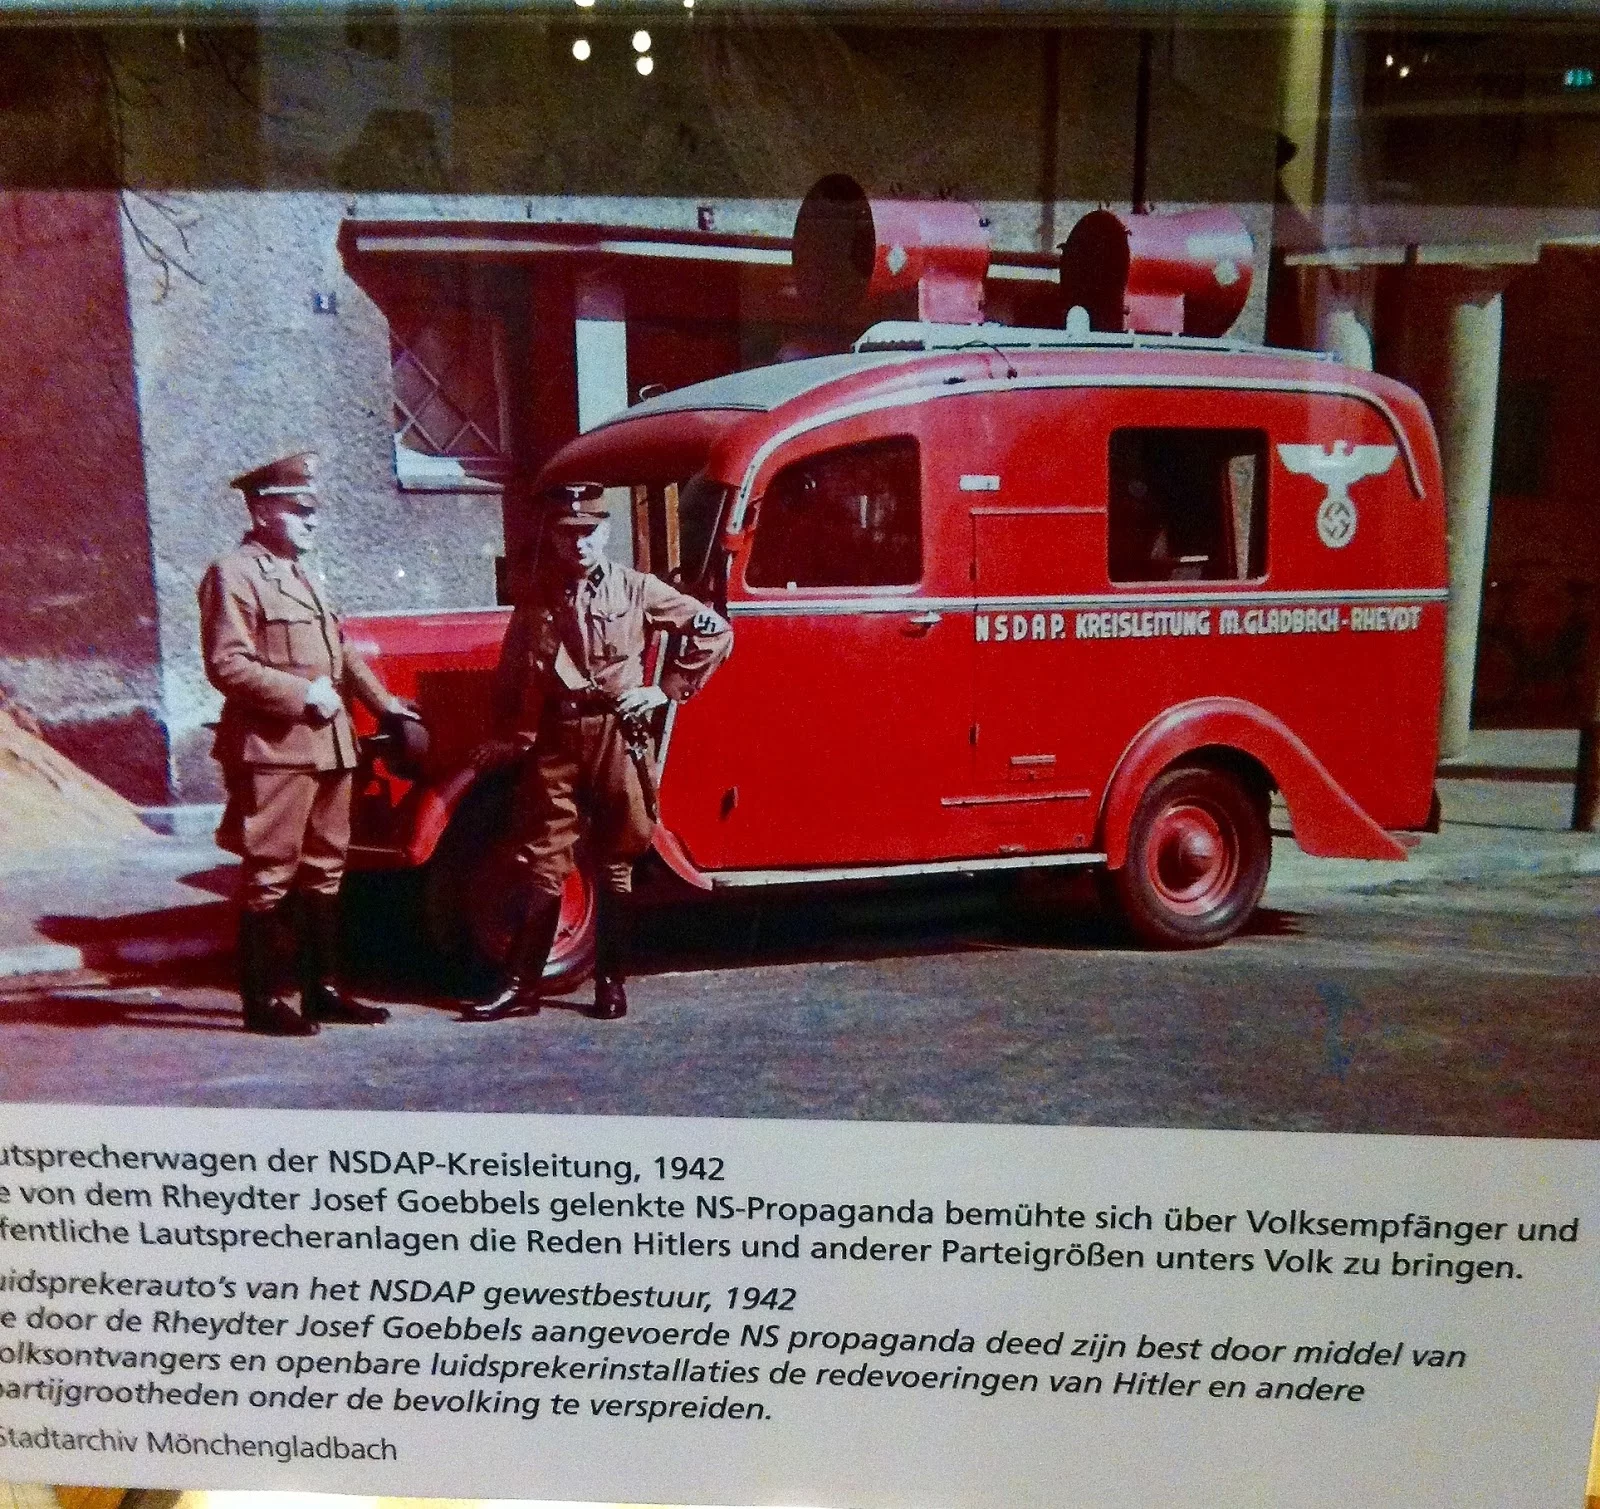 NSDAP. KREISLEITUNG M.GLADBACH-RHEYDT
utsprecherwagen der NSDAP-Kreisleitung, 1942
e von dem Rheydter Josef Goebbels gelenkte NS-Propaganda bemühte sich über Volksempfänger und
fentliche Lautsprecheranlagen die Reden Hitlers und anderer Parteigrößen unters Volk zu bringen.
uidsprekerauto's van het NSDAP gewestbestuur, 1942
e door de Rheydter Josef Goebbels aangevoerde NS propaganda deed zijn best door middel van
olksontvangers en openbare luidsprekerinstallaties de redevoeringen van Hitler en andere
partijgrootheden onder de bevolking te verspreiden.
Stadtarchiv Mönchengladbach